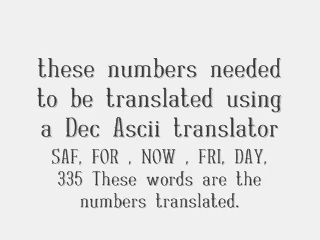 these numbers needed
to be translated using
a Dec Ascii translator
SAF, FOR , NOW , FRI, DAY,
335 These words are the
numbers translated.